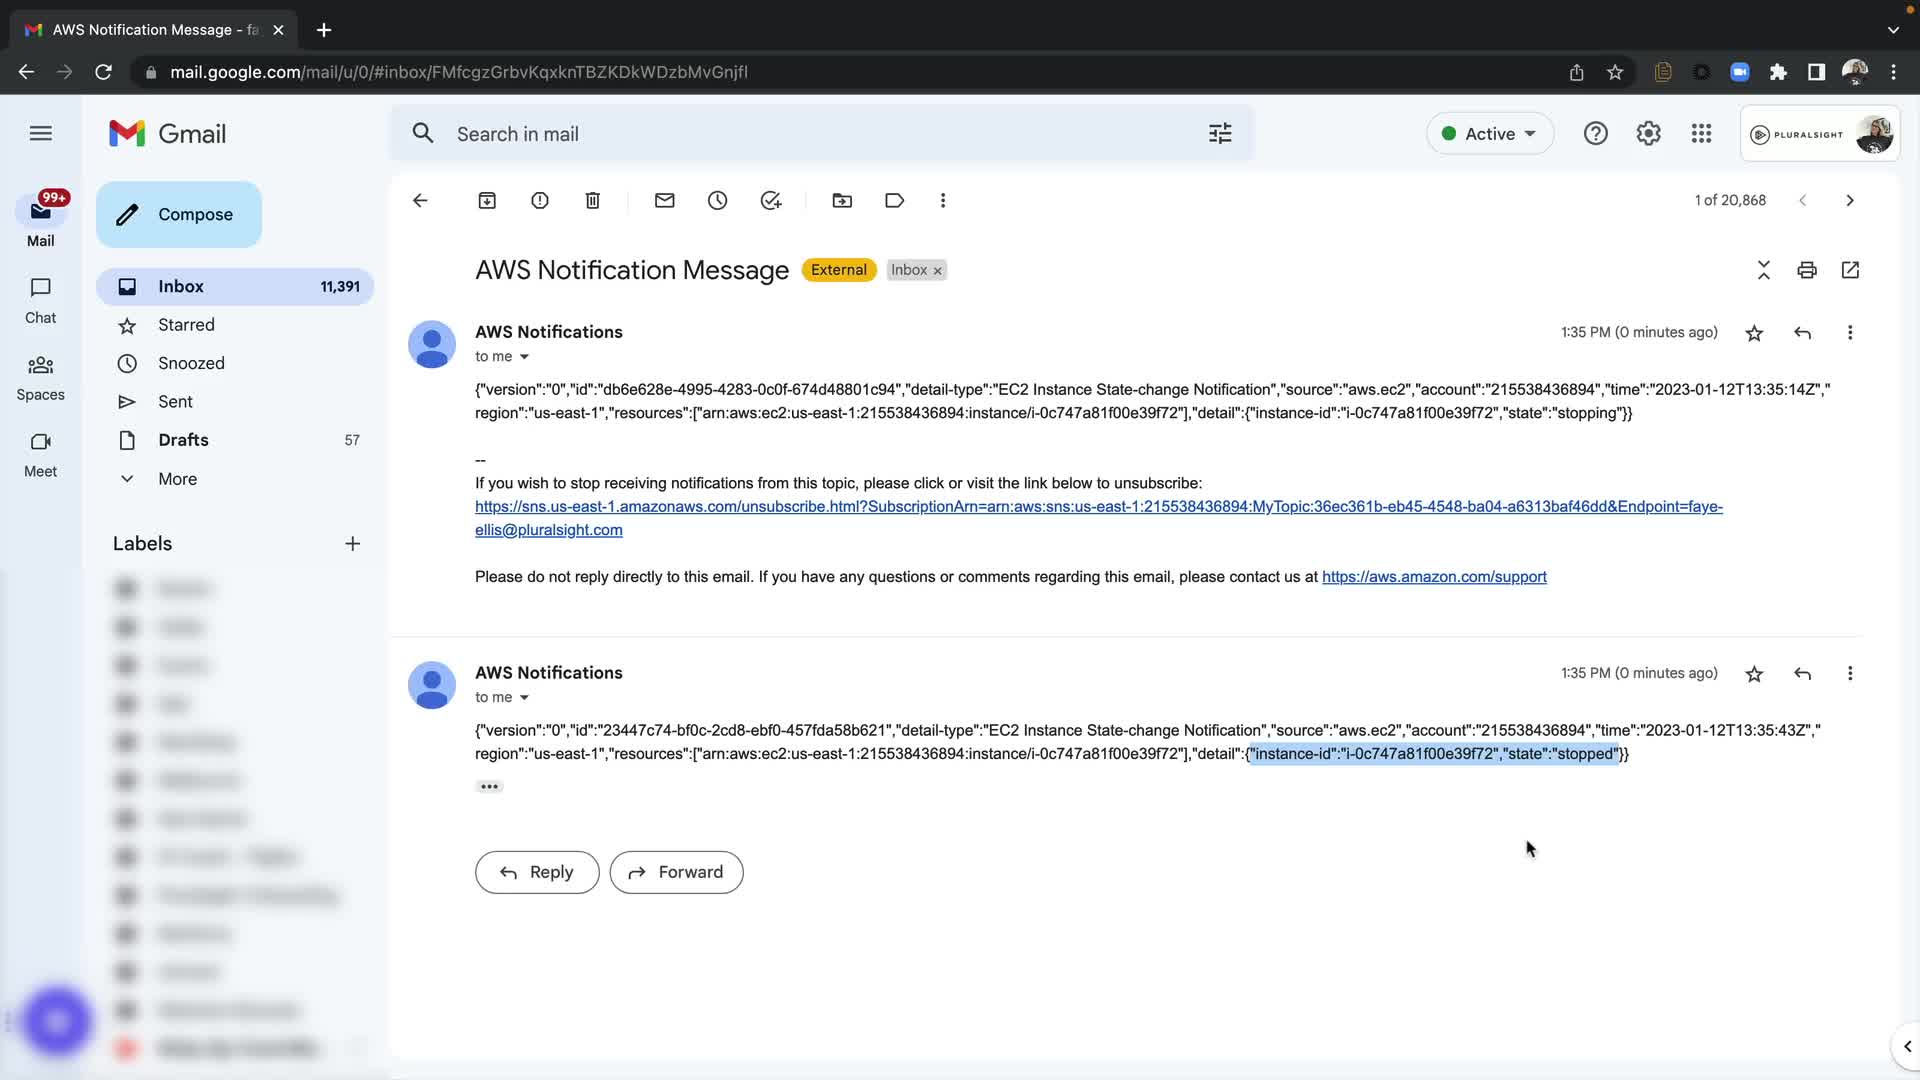 AWS Notification Message - fa
mail.google.com/mail/u/0/#inbox/FMfcgzGrbvKqxknTBZKDkWDzbMvGnjfl
Gmail
Search in mail
Active
PLURALSIGHT
99+
Mail
Compose
1 of 20,868
Chat
Spaces
Meet
Inbox 11,391
Starred
Snoozed
Sent
Drafts 57
More
Labels
AWS Notification Message External Inbox
AWS Notifications
1:35 PM (0 minutes ago)
to me
{"version":"0","id":"db6e628e-4995-4283-0c0f-674d48801c94","detail-type":"EC2 Instance State-change Notification","source":"aws.ec2","account":"215538436894","time":"2023-01-12T13:35:14Z","
region":"us-east-1","resources":["arn:aws:ec2:us-east-1:215538436894:instance/i-0c747a81f00e39f72"],"detail":{"instance-id":"i-0c747a81f00e39f72","state":"stopping"}}
--
If you wish to stop receiving notifications from this topic, please click or visit the link below to unsubscribe:
https://sns.us-east-1.amazonaws.com/unsubscribe.html?SubscriptionArn=arn:aws:sns:us-east-1:215538436894:MyTopic:36ec361b-eb45-4548-ba04-a6313baf46dd&Endpoint=faye-
ellis@pluralsight.com
Please do not reply directly to this email. If you have any questions or comments regarding this email, please contact us at https://aws.amazon.com/support
AWS Notifications
1:35 PM (0 minutes ago)
to me
{"version":"0","id":"23447c74-bf0c-2cd8-ebf0-457fda58b621","detail-type":"EC2 Instance State-change Notification","source":"aws.ec2","account":"215538436894","time":"2023-01-12T13:35:43Z","
region":"us-east-1","resources":["arn:aws:ec2:us-east-1:215538436894:instance/i-0c747a81f00e39f72"],"detail":{"instance-id":"i-0c747a81f00e39f72","state":"stopped"}}
Reply
Forward